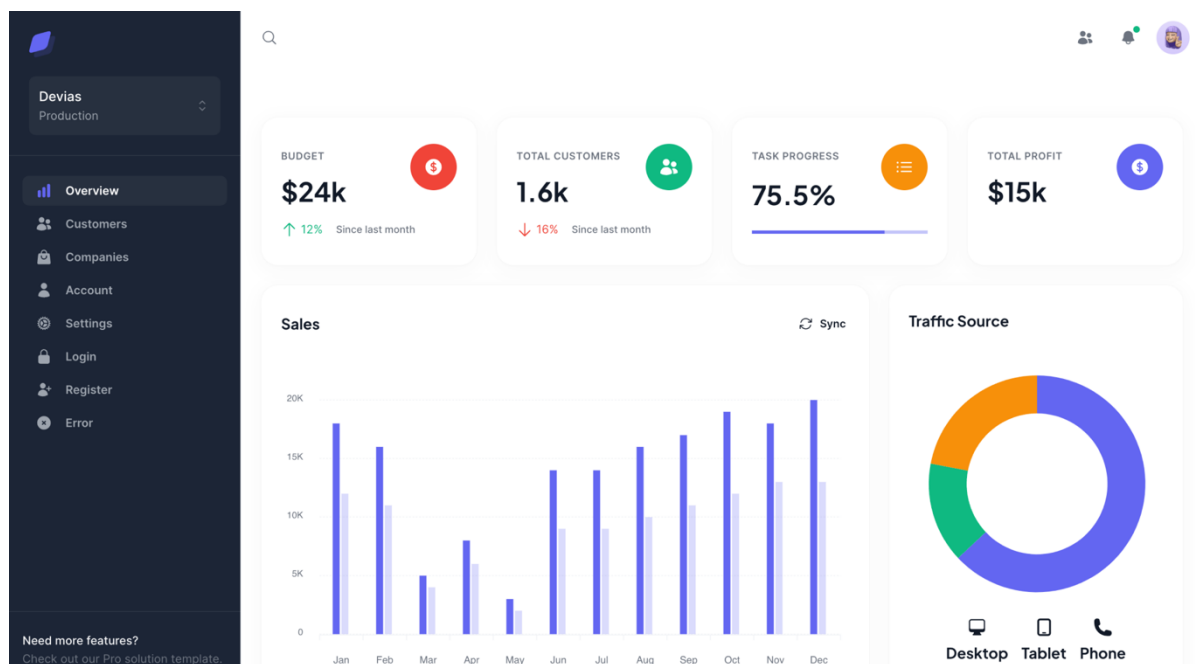 Devias
Production
Overview
Customers
Companies
Account
Settings
Login
Register
Error
Need more features?
Check out our Pro solution template.
BUDGET
$24k
12% Since last month
TOTAL CUSTOMERS
1.6k
16% Since last month
TASK PROGRESS
75.5%
TOTAL PROFIT
$15k
Sales
Sync
20K
15K
10K
5K
0
Jan Feb Mar Apr May Jun Jul Aug Sep Oct Nov Dec
Traffic Source
Desktop Tablet Phone